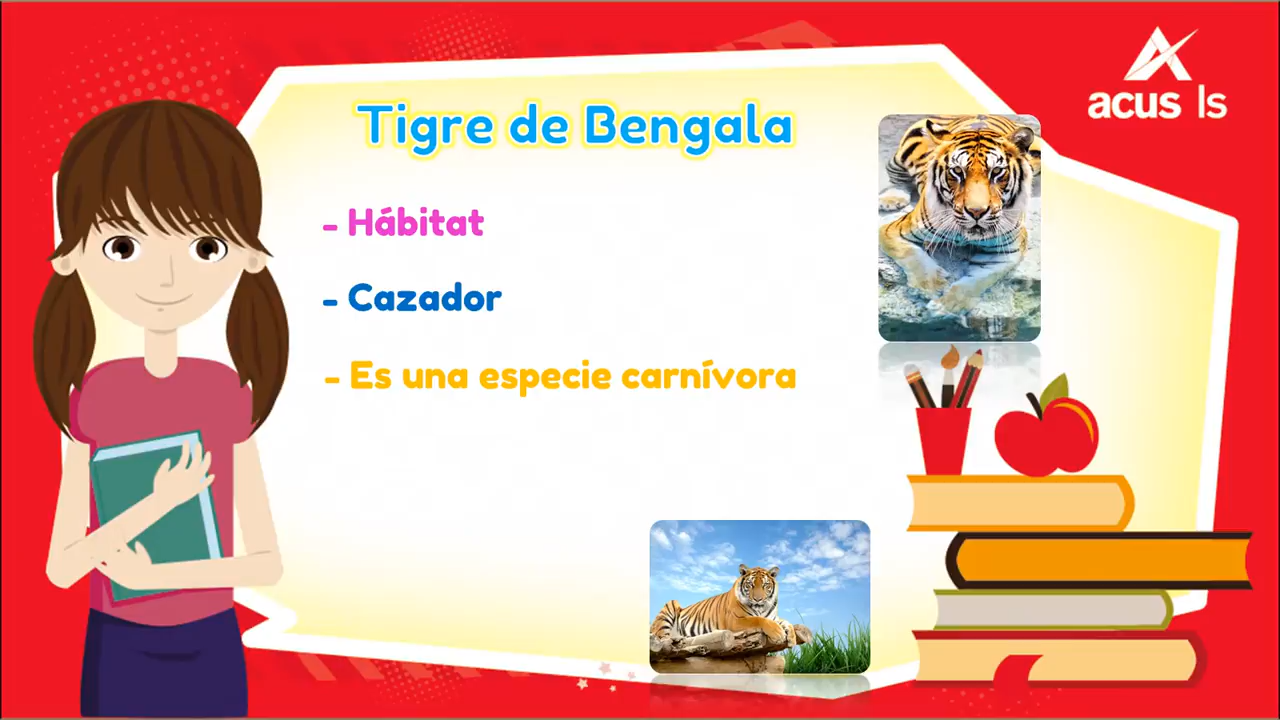 Tigre de Bengala
acus ls
- Hábitat
- Cazador
- Es una especie carnívora